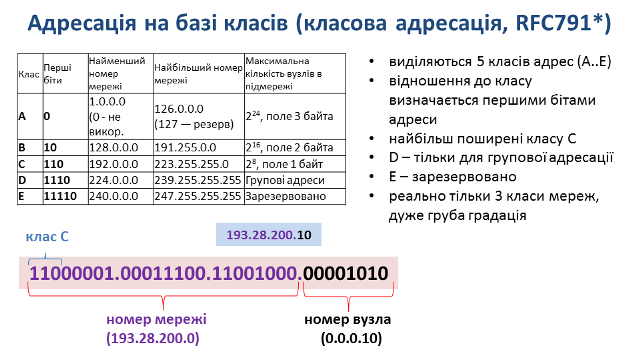 Адресація на базі класів (класова адресація, RFC791*)
Клас Перші біти Найменший номер мережі Найбільший номер мережі Максимальна кількість вузлів в підмережі
A 0 1.0.0.0 (0 - не викор. 126.0.0.0 (127 — резерв) 2²⁴, поле 3 байта
B 10 128.0.0.0 191.255.0.0 2¹⁶, поле 2 байта
C 110 192.0.0.0 223.255.255.0 2⁸, поле 1 байт
D 1110 224.0.0.0 239.255.255.255 Групові адреси
E 11110 240.0.0.0 247.255.255.255 Зарезервовано
• виділяються 5 класів адрес (A..E)
• відношення до класу
визначається першими бітами
адреси
• найбільш поширені класу C
• D – тільки для групової адресації
• E – зарезервовано
• реально тільки 3 класи мереж,
дуже груба градація
клас C
193.28.200.10
11000001.00011100.11001000.00001010
номер мережі
(193.28.200.0)
номер вузла
(0.0.0.10)